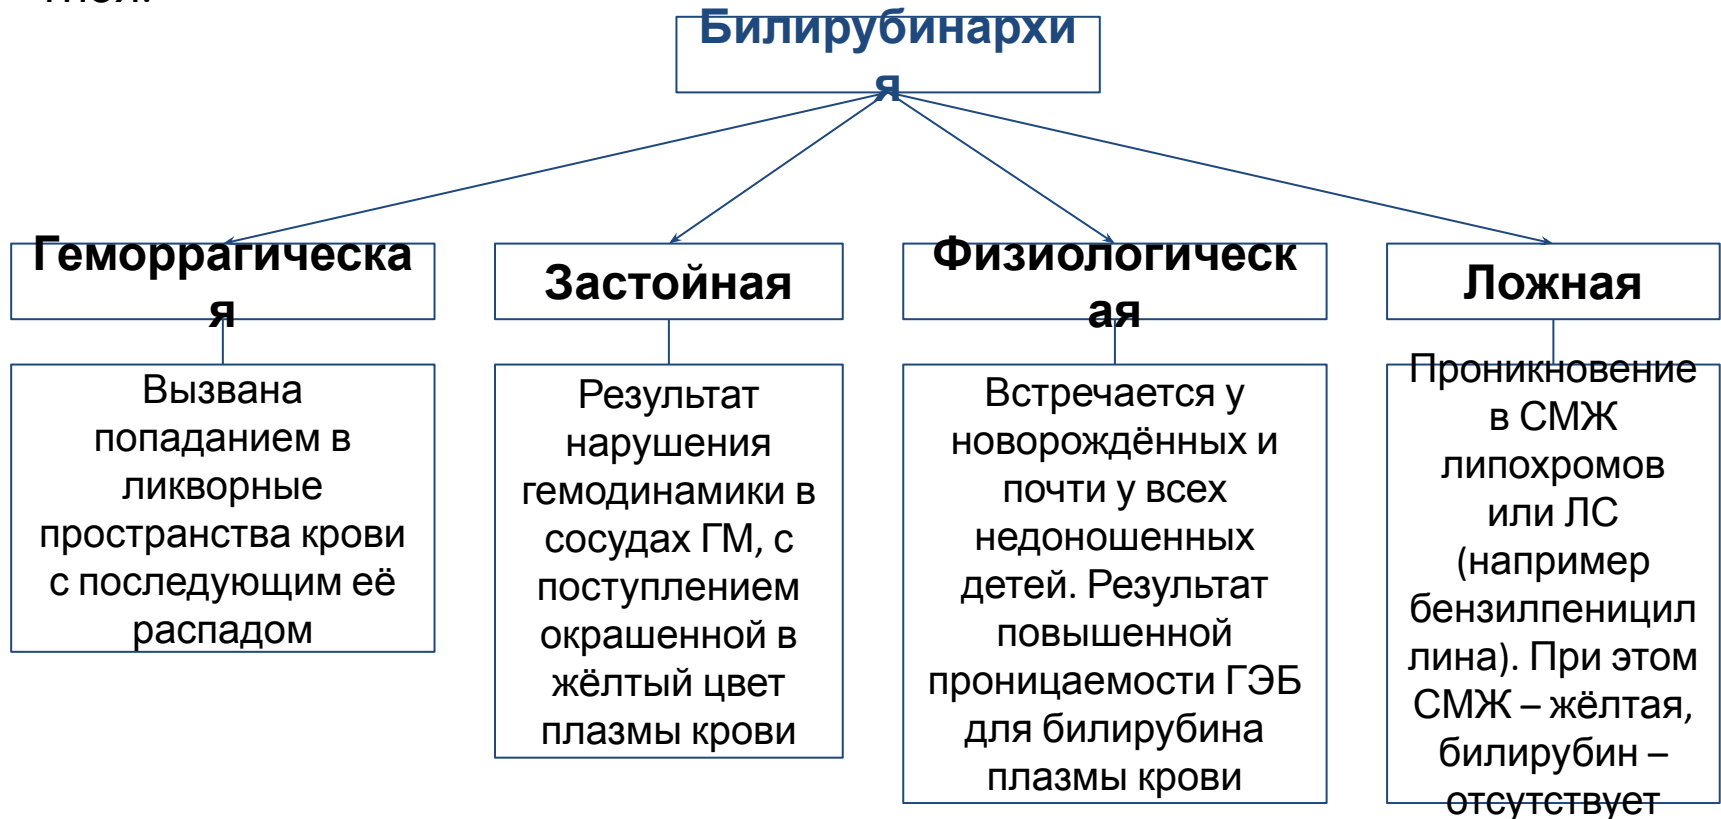 Билирубинархи
я
Геморрагическа
я
Застойная
Физиологическ
ая
Ложная
Вызвана
попаданием в
ликворные
пространства крови
с последующим её
распадом
Результат
нарушения
гемодинамики в
сосудах ГМ, с
поступлением
окрашенной в
жёлтый цвет
плазмы крови
Встречается у
новорождённых и
почти у всех
недоношенных
детей. Результат
повышенной
проницаемости ГЭБ
для билирубина
плазмы крови
Проникновение
в СМЖ
липохромов
или ЛС
(например
бензилпеницил
лина). При этом
СМЖ – жёлтая,
билирубин –
отсутствует